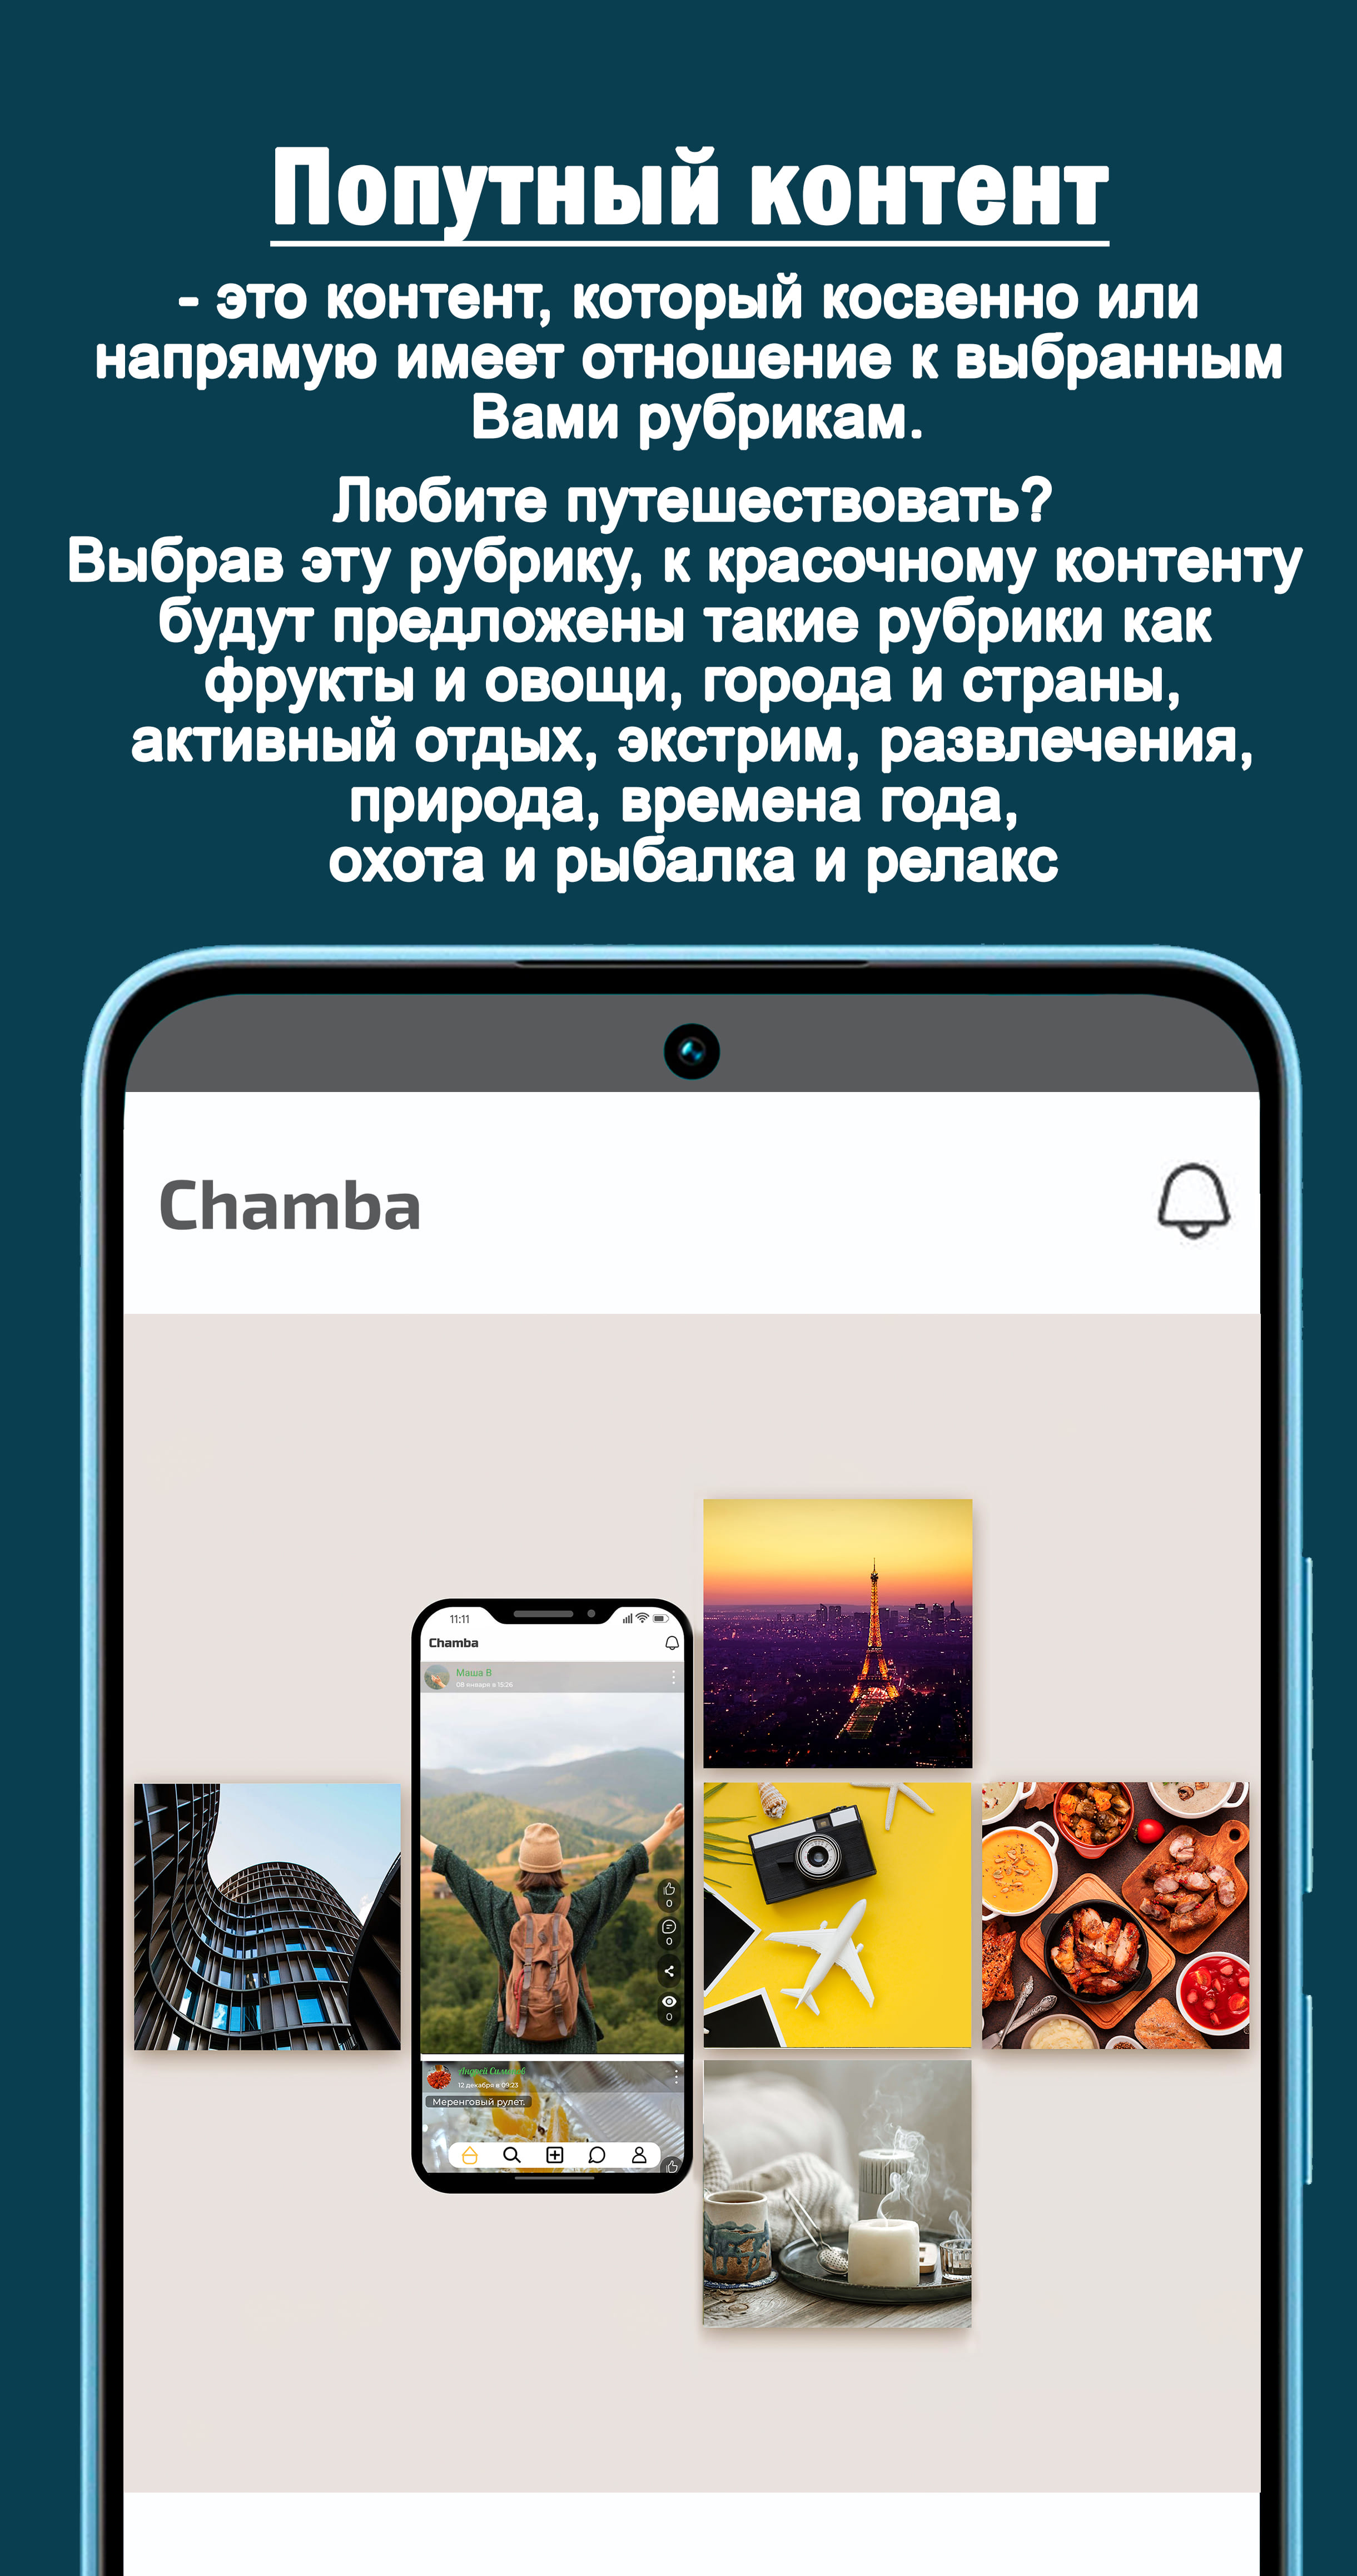 Попутный контент
- это контент, который косвенно или
напрямую имеет отношение к выбранным
Вами рубрикам.
Любите путешествовать?
Выбрав эту рубрику, к красочному контенту
будут предложены такие рубрики как
фрукты и овощи, города и страны,
активный отдых, экстрим, развлечения,
природа, времена года,
охота и рыбалка и релакс
Chamba
11:11
Chamba
Маша В
08 января в 15:26
0
0
0
Андрей
12 декабря в 09:23
Меренговый рулет.